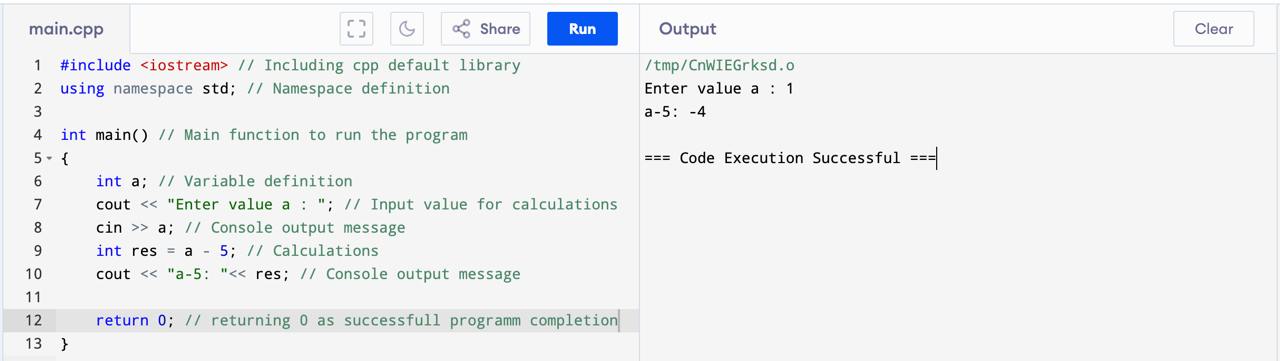 main.cpp
Share
Run
Output
Clear
1 #include <iostream> // Including cpp default library
2 using namespace std; // Namespace definition
3
4 int main() // Main function to run the program
5 {
6     int a; // Variable definition
7     cout << "Enter value a : "; // Input value for calculations
8     cin >> a; // Console output message
9     int res = a - 5; // Calculations
10     cout << "a-5: "<< res; // Console output message
11
12     return 0; // returning 0 as successfull programm completion
13 }
/tmp/CnWIEGrksd.o
Enter value a : 1
a-5: -4
=== Code Execution Successful ===